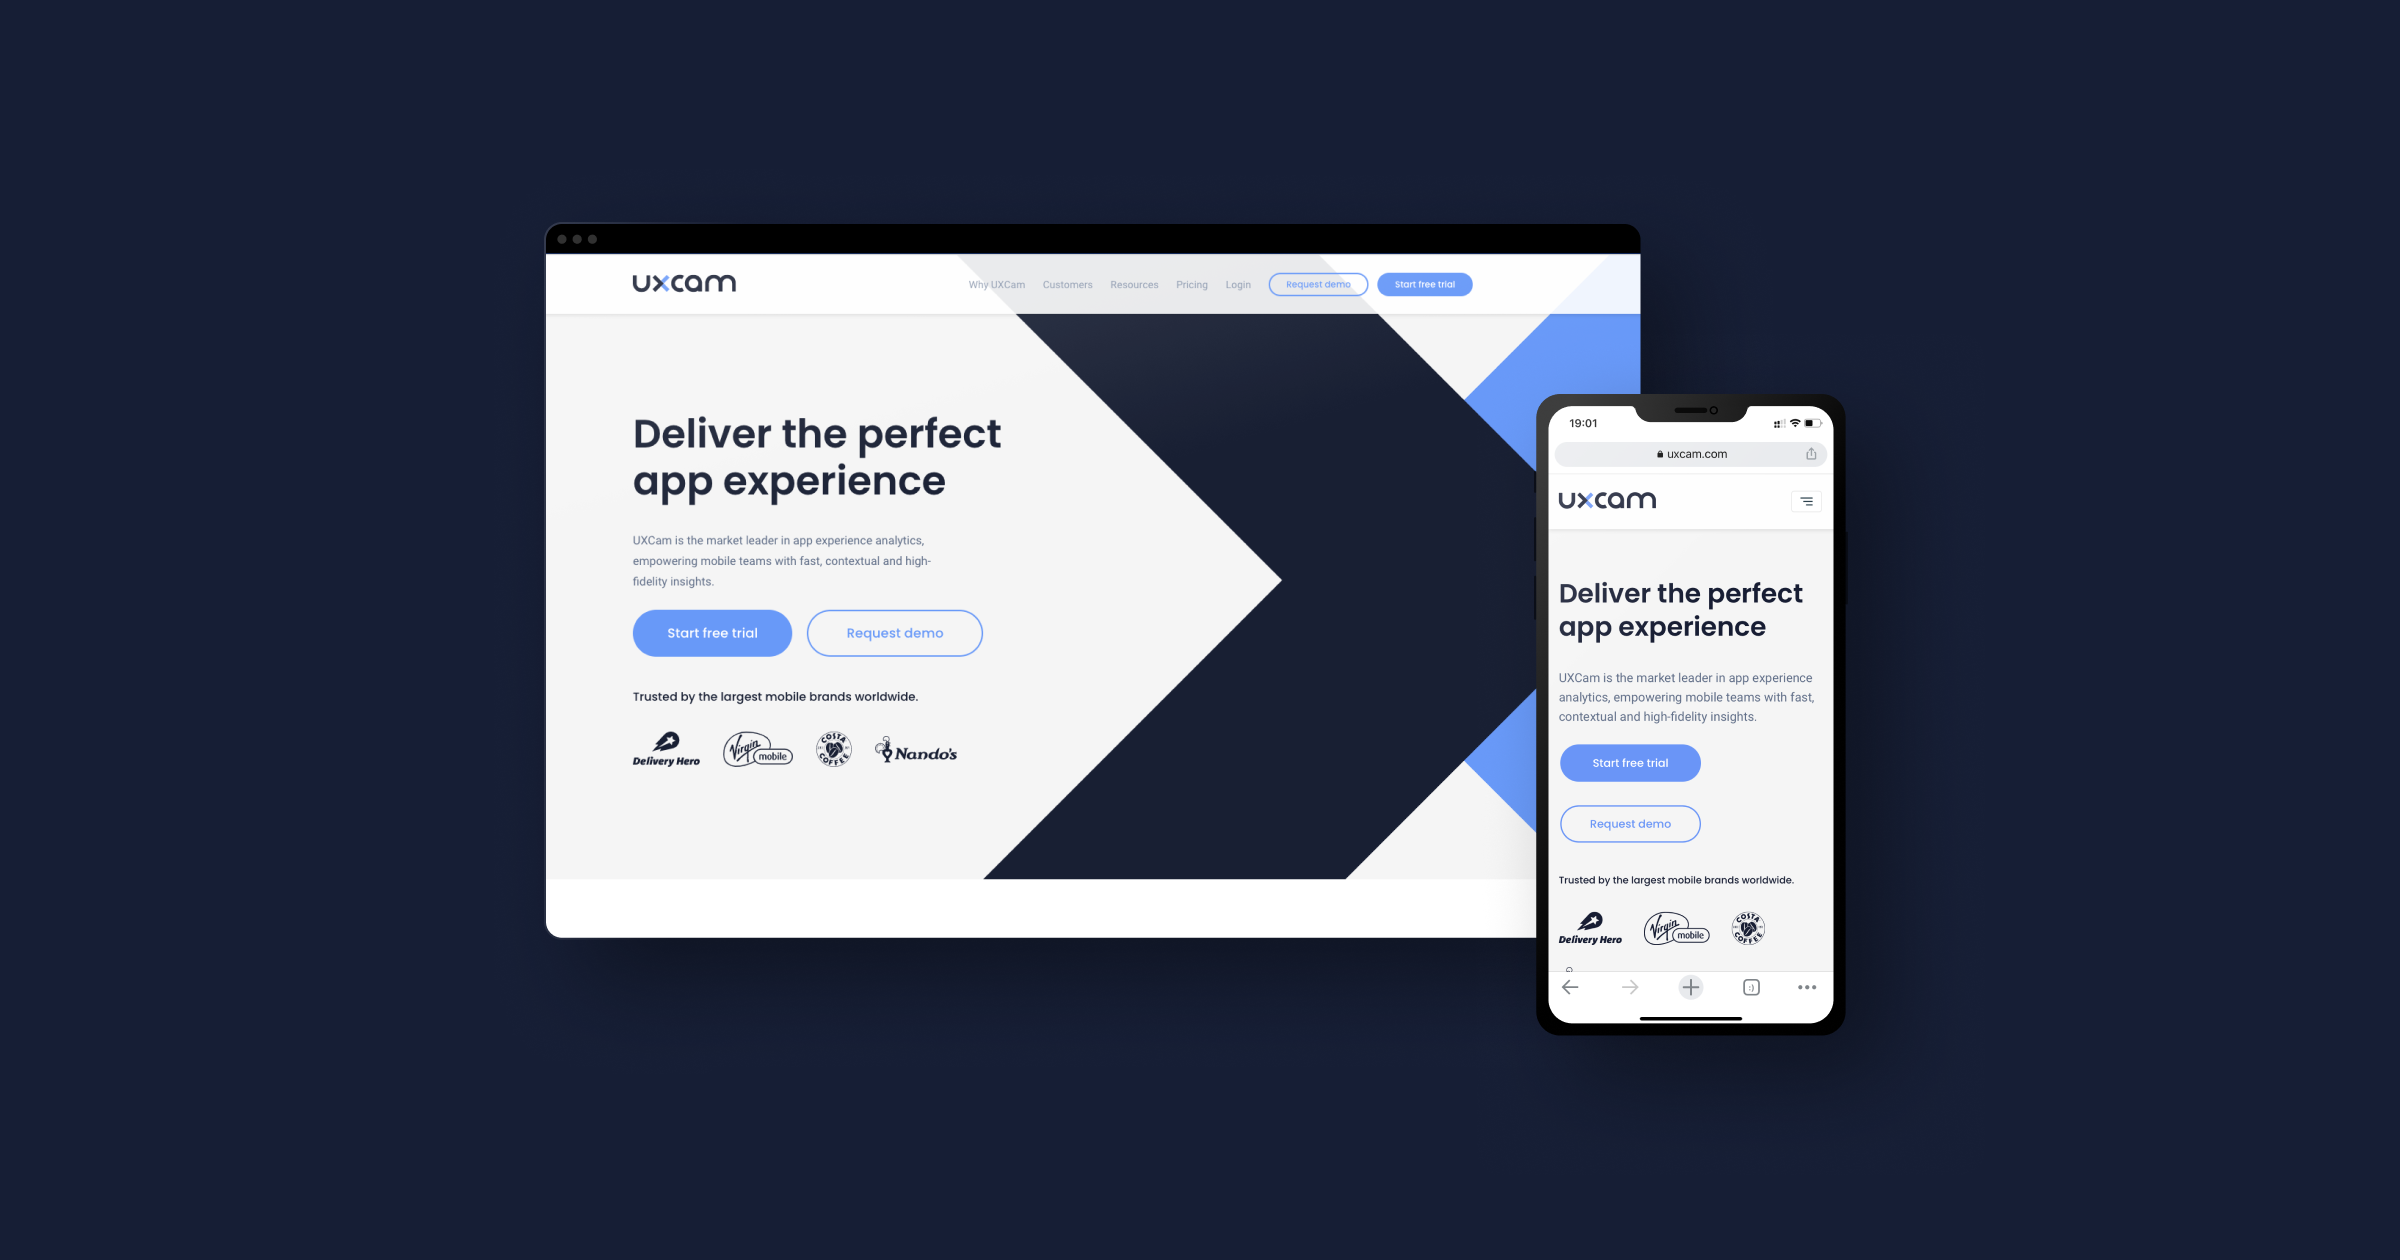 uxcam
Why UXCam Customers Resources Pricing Login Request demo Start free trial
Deliver the perfect
app experience
UXCam is the market leader in app experience analytics,
empowering mobile teams with fast, contextual and high-
fidelity insights.
Start free trial Request demo
Trusted by the largest mobile brands worldwide.
Delivery Hero Virgin mobile COSTA COFFEE Nando's
19:01
uxcam.com
uxcam
Deliver the perfect
app experience
UXCam is the market leader in app experience
analytics, empowering mobile teams with fast,
contextual and high-fidelity insights.
Start free trial
Request demo
Trusted by the largest mobile brands worldwide.
Delivery Hero Virgin mobile COSTA COFFEE
:)